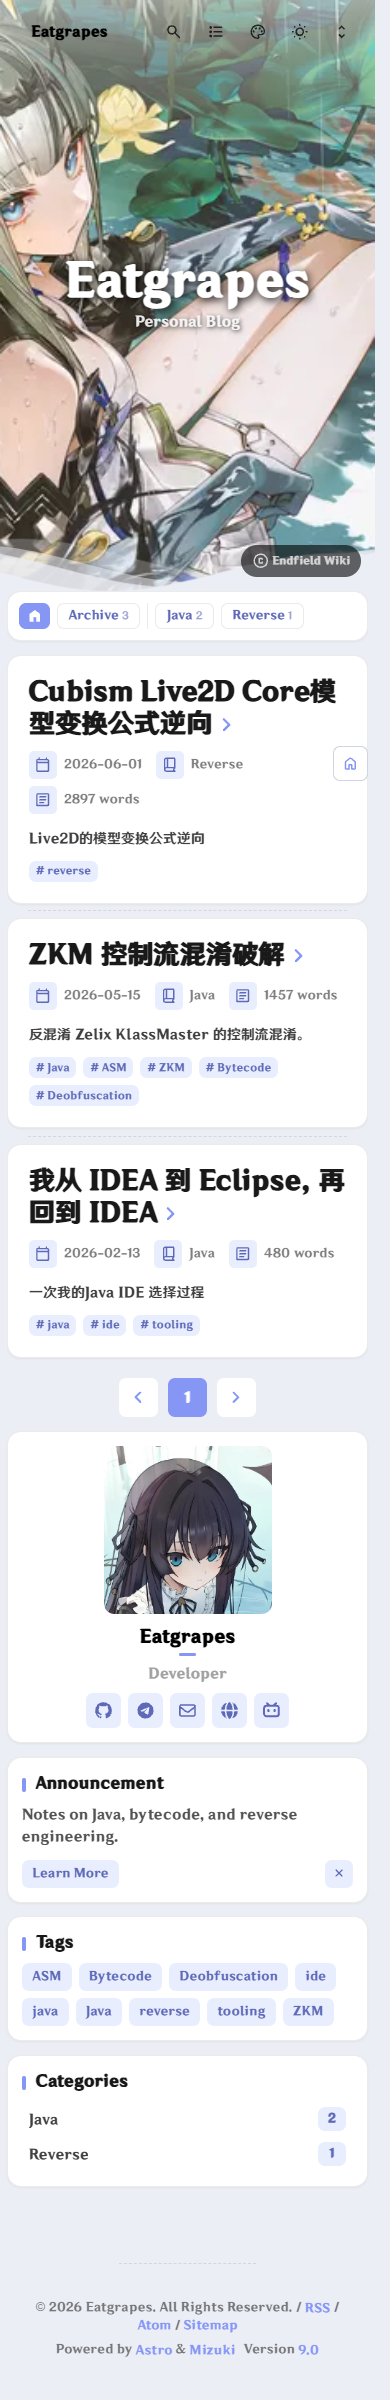 Eatgrapes
Eatgrapes
Personal Blog
Endfield Wiki
Archive 3
Java 2
Reverse 1
Cubism Live2D Core模
型变换公式逆向
2026-06-01 Reverse
2897 words
Live2D的模型变换公式逆向
# reverse
ZKM 控制流混淆破解
2026-05-15 Java 1457 words
反混淆 Zelix KlassMaster 的控制流混淆。
# Java # ASM # ZKM # Bytecode
# Deobfuscation
我从 IDEA 到 Eclipse, 再
回到 IDEA
2026-02-13 Java 480 words
一次我的Java IDE 选择过程
# java # ide # tooling
1
Eatgrapes
Developer
Announcement
Notes on Java, bytecode, and reverse
engineering.
Learn More
Tags
ASM Bytecode Deobfuscation ide
java Java reverse tooling ZKM
Categories
Java 2
Reverse 1
© 2026 Eatgrapes. All Rights Reserved. / RSS /
Atom / Sitemap
Powered by Astro & Mizuki Version 9.0